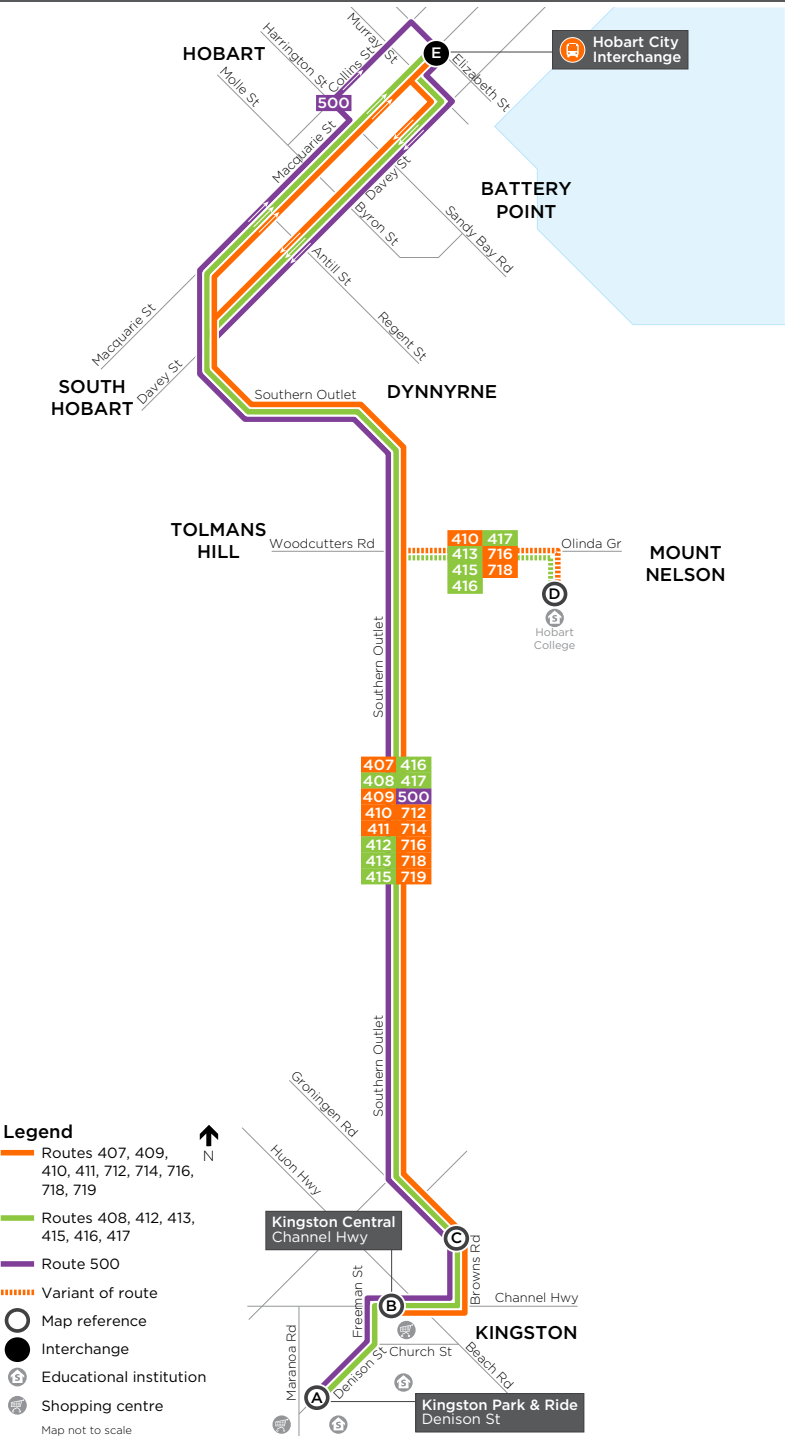 Murray St
Harrington St
HOBART
Collins St
Molle St
E
Hobart City
Interchange
Elizabeth St
500
Macquarie St
Davey St
BATTERY
POINT
Byron St
Sandy Bay Rd
Antill St
Macquarie St
Regent St
Davey St
SOUTH
HOBART
Southern Outlet
DYNNYRNE
TOLMANS
HILL
Woodcutters Rd
410 417
413 716
415 718
416
Olinda Gr
MOUNT
NELSON
D
S
Hobart
College
Southern Outlet
407 416
408 417
409 500
410 712
411 714
412 716
413 718
415 719
Southern Outlet
Groningen Rd
Huon Hwy
Legend
Routes 407, 409,
410, 411, 712, 714, 716,
718, 719
Routes 408, 412, 413,
415, 416, 417
Route 500
Variant of route
Map reference
Interchange
S
Educational institution
Shopping centre
Map not to scale
N
Kingston Central
Channel Hwy
C
Browns Rd
Freeman St
B
Channel Hwy
KINGSTON
Maranoa Rd
Denison St
Church St
Beach Rd
S
A
Kingston Park & Ride
Denison St
S